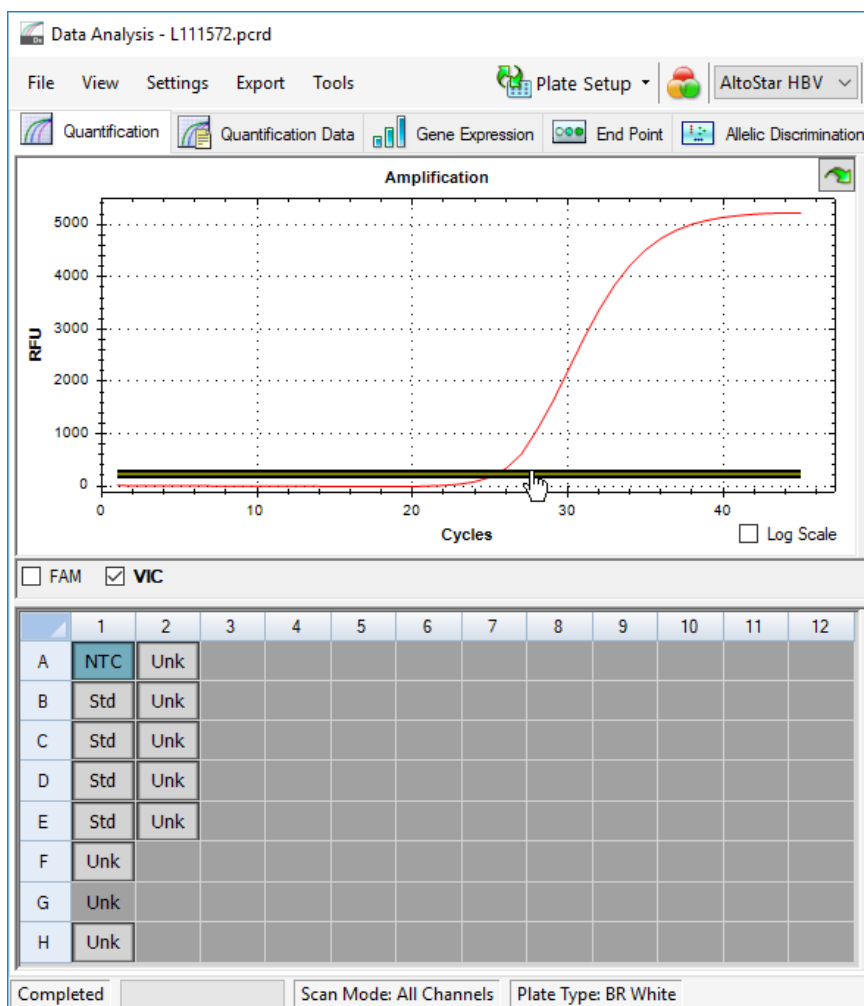 Data Analysis - L111572.pcrd
File View Settings Export Tools Plate Setup AltoStar HBV
Quantification Quantification Data Gene Expression End Point Allelic Discrimination
Amplification
5000
4000
3000
2000
1000
0
RFU
0 10 20 30 40
Cycles
Log Scale
FAM VIC
1 2 3 4 5 6 7 8 9 10 11 12
A NTC Unk
B Std Unk
C Std Unk
D Std Unk
E Std Unk
F Unk
G Unk
H Unk
Completed Scan Mode: All Channels Plate Type: BR White